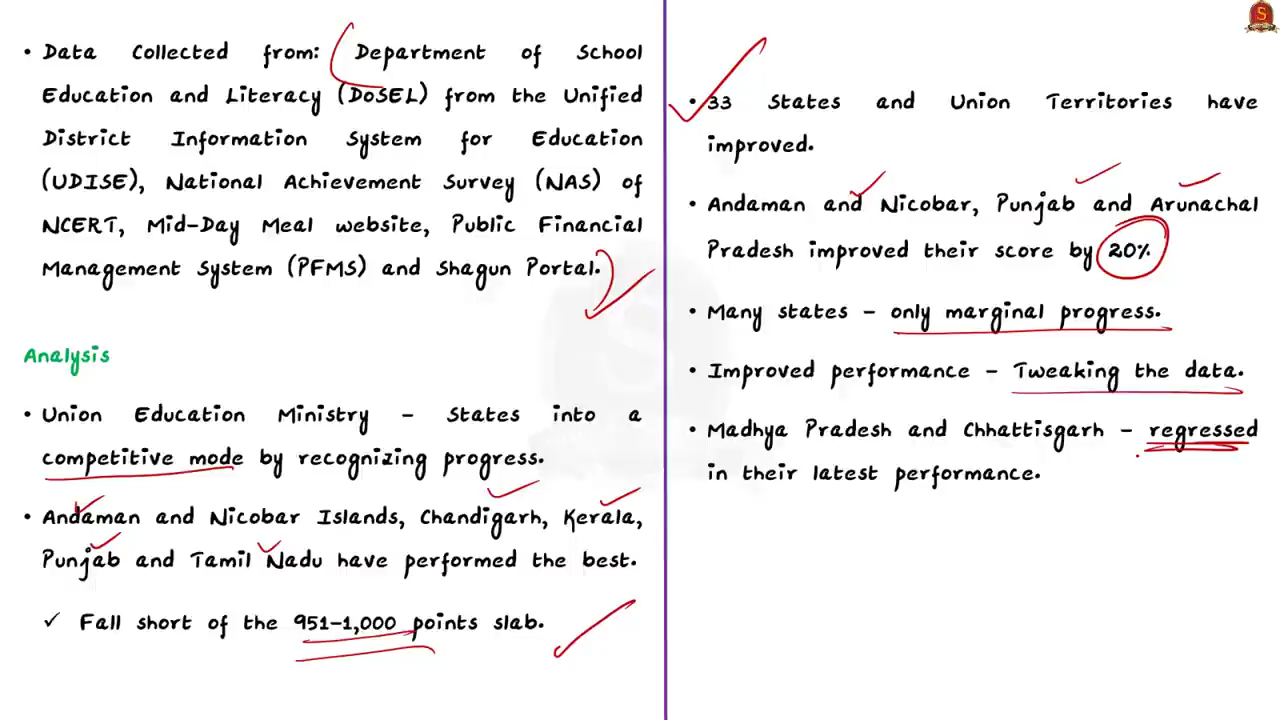 • Data Collected from: Department of School
Education and Literacy (DoSEL) from the Unified
District Information System for Education
(UDISE), National Achievement Survey (NAS) of
NCERT, Mid-Day Meal website, Public Financial
Management System (PFMS) and Shagun Portal.
Analysis
• Union Education Ministry – States into a
competitive mode by recognizing progress.
• Andaman and Nicobar Islands, Chandigarh, Kerala,
Punjab and Tamil Nadu have performed the best.
✓ Fall short of the 951–1,000 points slab.
• 33 States and Union Territories have
improved.
• Andaman and Nicobar, Punjab and Arunachal
Pradesh improved their score by 20%
• Many states – only marginal progress.
• Improved performance – Tweaking the data.
• Madhya Pradesh and Chhattisgarh – regressed
in their latest performance.